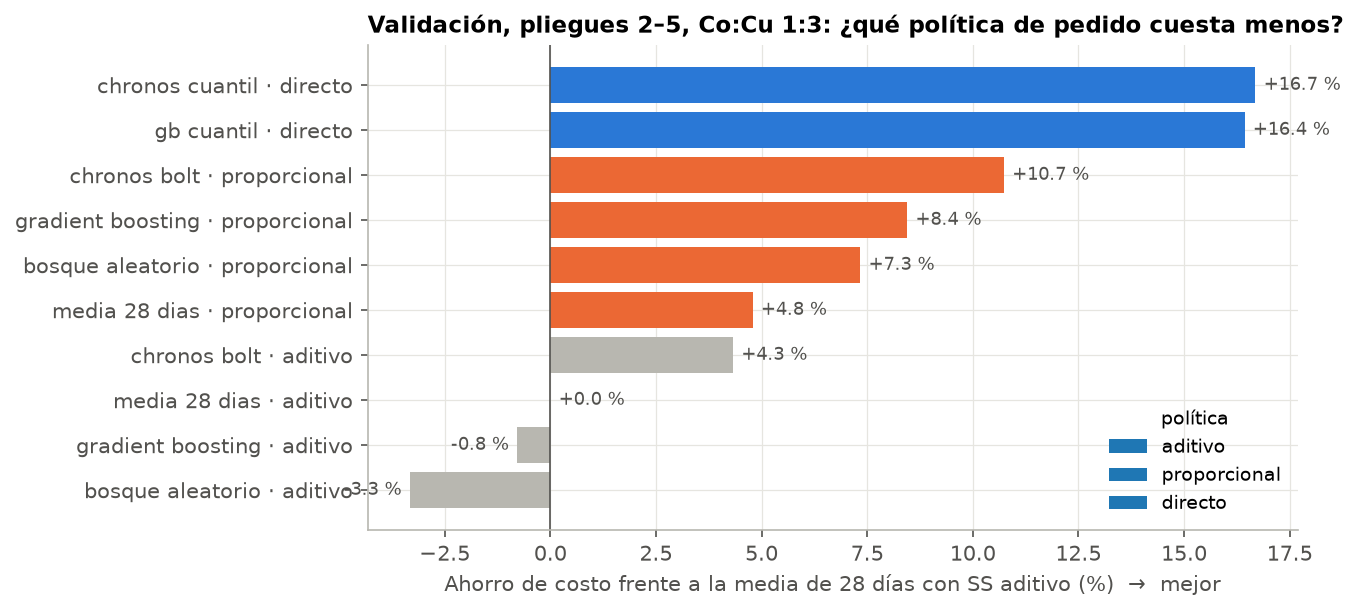 Validación, pliegues 2–5, Co:Cu 1:3: ¿qué política de pedido cuesta menos?
chronos cuantil · directo
+16.7 %
gb cuantil · directo
+16.4 %
chronos bolt · proporcional
+10.7 %
gradient boosting · proporcional
+8.4 %
bosque aleatorio · proporcional
+7.3 %
media 28 dias · proporcional
+4.8 %
chronos bolt · aditivo
+4.3 %
media 28 dias · aditivo
+0.0 %
gradient boosting · aditivo
-0.8 %
bosque aleatorio · aditivo
-3.3 %
política
aditivo
proporcional
directo
−2.5 0.0 2.5 5.0 7.5 10.0 12.5 15.0 17.5
Ahorro de costo frente a la media de 28 días con SS aditivo (%) → mejor